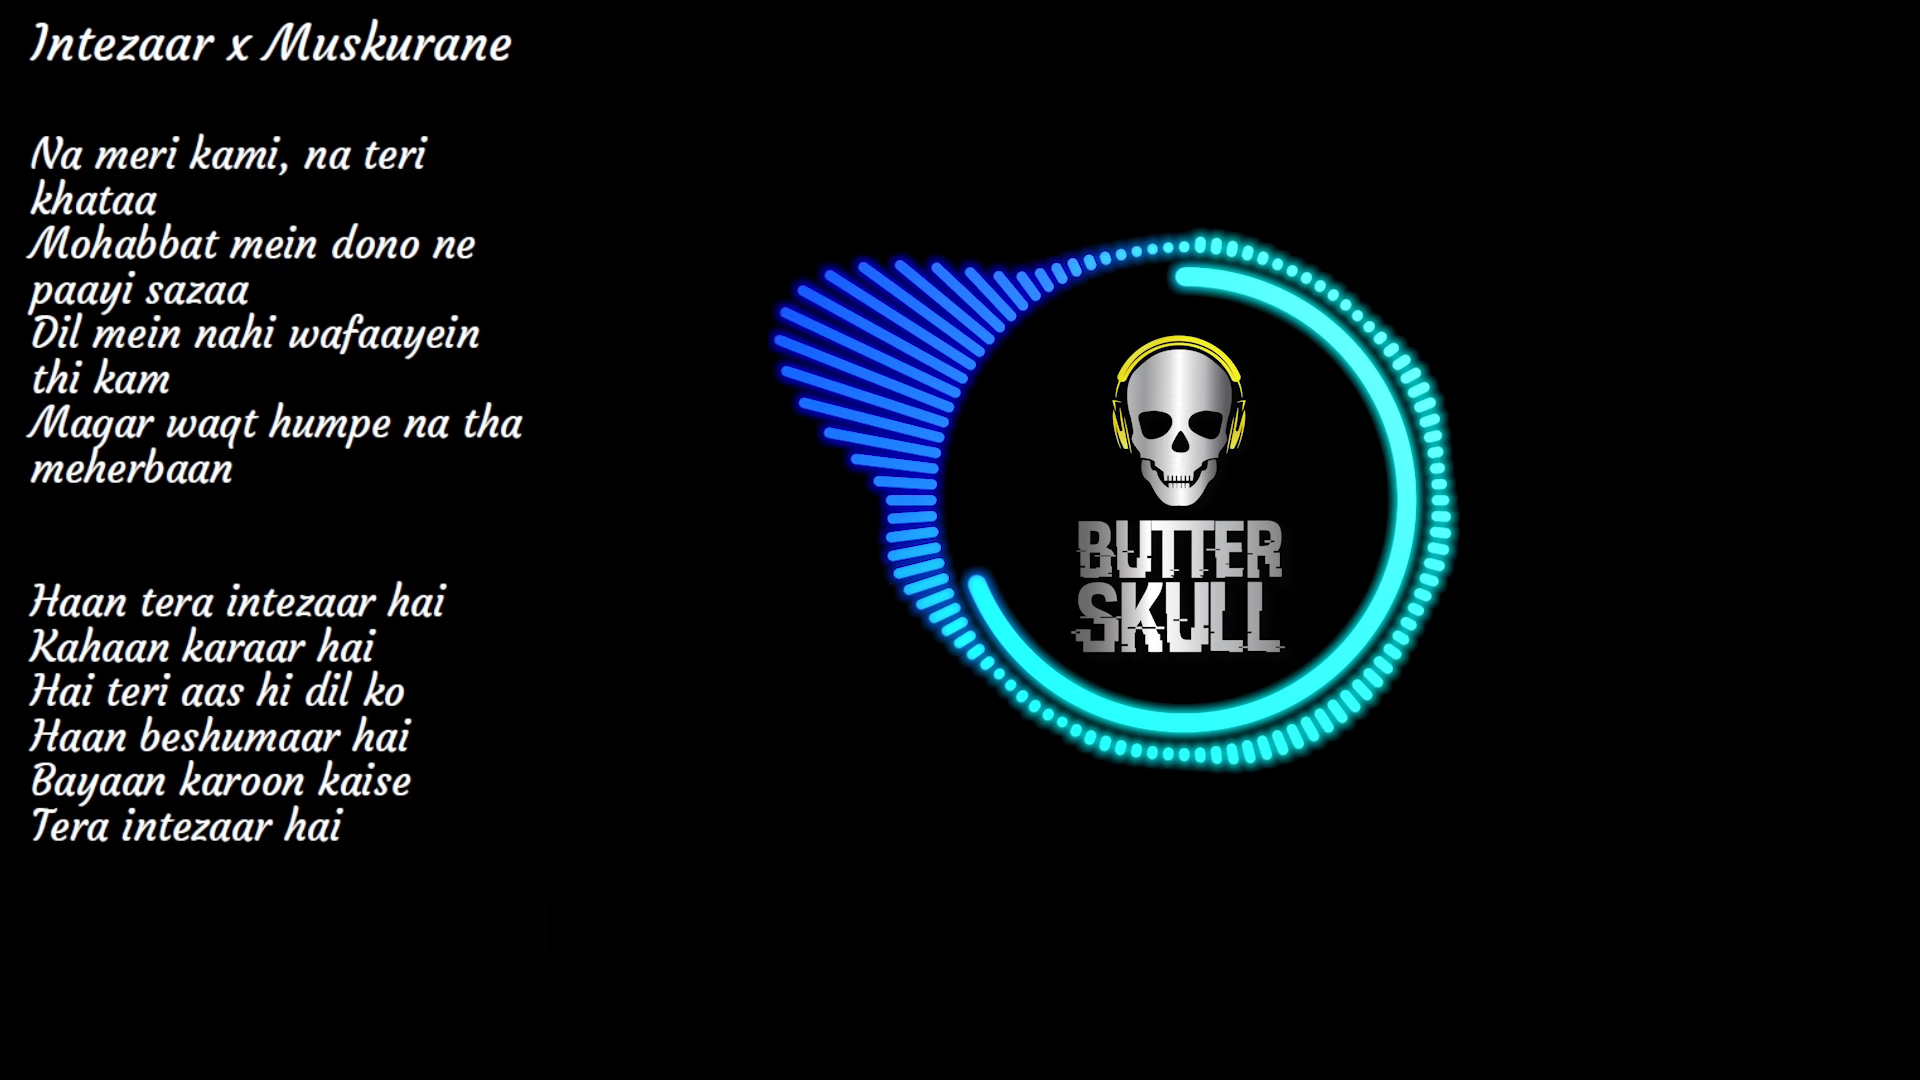 Intezaar x Muskurane
Na meri kami, na teri
khataa
Mohabbat mein dono ne
paayi sazaa
Dil mein nahi wafaayein
thi kam
Magar waqt humpe na tha
meherbaan
Haan tera intezaar hai
Kahaan karaar hai
Hai teri aas hi dil ko
Haan beshumaar hai
Bayaan karoon kaise
Tera intezaar hai
BUTTER
SKULL